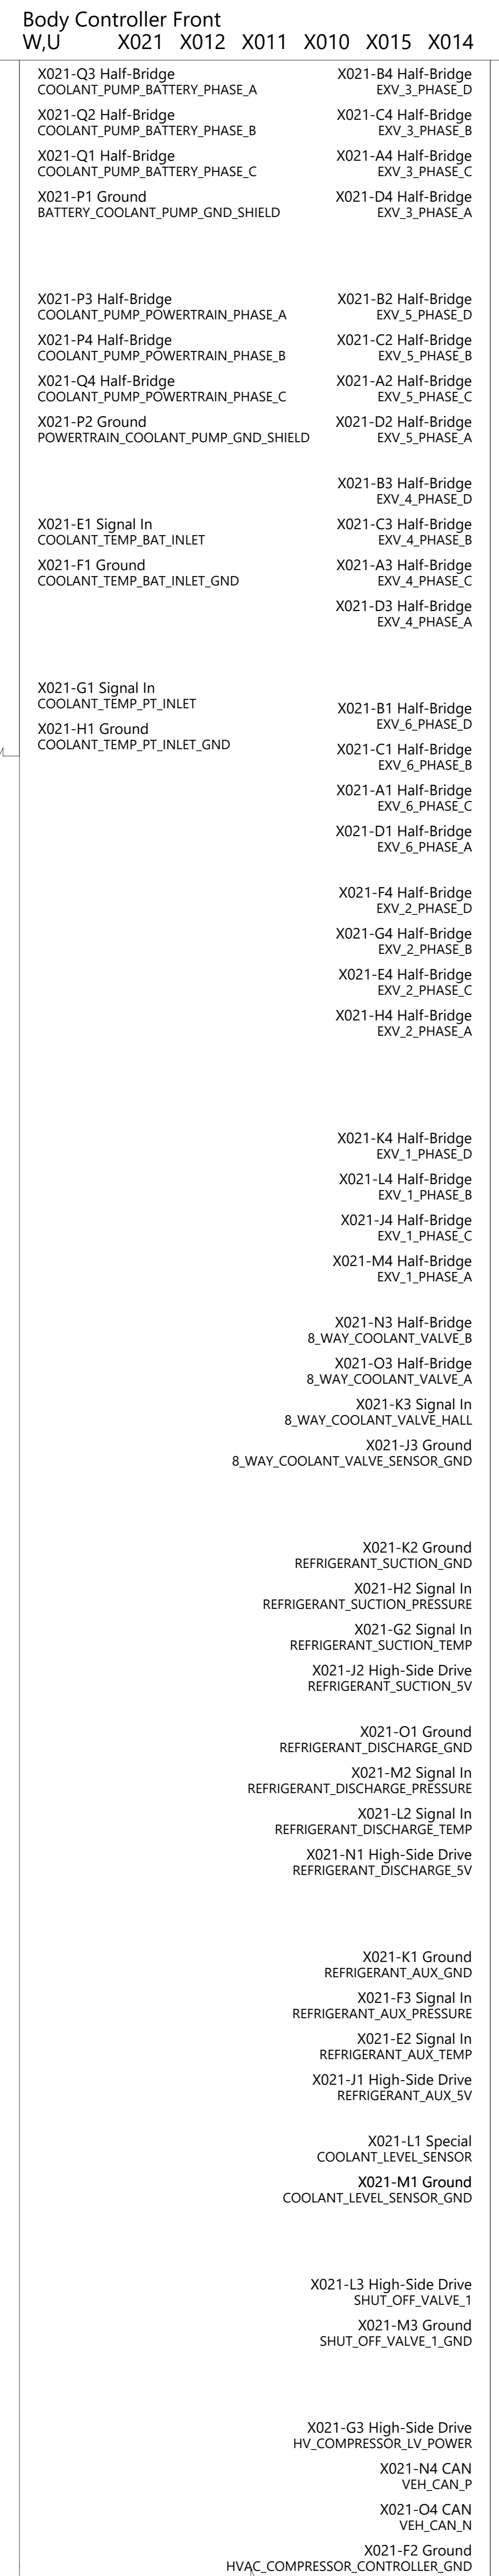 Body Controller Front
W,U X021 X012 X011 X010 X015 X014
X021-Q3 Half-Bridge
COOLANT_PUMP_BATTERY_PHASE_A
X021-Q2 Half-Bridge
COOLANT_PUMP_BATTERY_PHASE_B
X021-Q1 Half-Bridge
COOLANT_PUMP_BATTERY_PHASE_C
X021-P1 Ground
BATTERY_COOLANT_PUMP_GND_SHIELD
X021-P3 Half-Bridge
COOLANT_PUMP_POWERTRAIN_PHASE_A
X021-P4 Half-Bridge
COOLANT_PUMP_POWERTRAIN_PHASE_B
X021-Q4 Half-Bridge
COOLANT_PUMP_POWERTRAIN_PHASE_C
X021-P2 Ground
POWERTRAIN_COOLANT_PUMP_GND_SHIELD
X021-E1 Signal In
COOLANT_TEMP_BAT_INLET
X021-F1 Ground
COOLANT_TEMP_BAT_INLET_GND
X021-G1 Signal In
COOLANT_TEMP_PT_INLET
X021-H1 Ground
COOLANT_TEMP_PT_INLET_GND
X021-B4 Half-Bridge
EXV_3_PHASE_D
X021-C4 Half-Bridge
EXV_3_PHASE_B
X021-A4 Half-Bridge
EXV_3_PHASE_C
X021-D4 Half-Bridge
EXV_3_PHASE_A
X021-B2 Half-Bridge
EXV_5_PHASE_D
X021-C2 Half-Bridge
EXV_5_PHASE_B
X021-A2 Half-Bridge
EXV_5_PHASE_C
X021-D2 Half-Bridge
EXV_5_PHASE_A
X021-B3 Half-Bridge
EXV_4_PHASE_D
X021-C3 Half-Bridge
EXV_4_PHASE_B
X021-A3 Half-Bridge
EXV_4_PHASE_C
X021-D3 Half-Bridge
EXV_4_PHASE_A
X021-B1 Half-Bridge
EXV_6_PHASE_D
X021-C1 Half-Bridge
EXV_6_PHASE_B
X021-A1 Half-Bridge
EXV_6_PHASE_C
X021-D1 Half-Bridge
EXV_6_PHASE_A
X021-F4 Half-Bridge
EXV_2_PHASE_D
X021-G4 Half-Bridge
EXV_2_PHASE_B
X021-E4 Half-Bridge
EXV_2_PHASE_C
X021-H4 Half-Bridge
EXV_2_PHASE_A
X021-K4 Half-Bridge
EXV_1_PHASE_D
X021-L4 Half-Bridge
EXV_1_PHASE_B
X021-J4 Half-Bridge
EXV_1_PHASE_C
X021-M4 Half-Bridge
EXV_1_PHASE_A
X021-N3 Half-Bridge
8_WAY_COOLANT_VALVE_B
X021-O3 Half-Bridge
8_WAY_COOLANT_VALVE_A
X021-K3 Signal In
8_WAY_COOLANT_VALVE_HALL
X021-J3 Ground
8_WAY_COOLANT_VALVE_SENSOR_GND
X021-K2 Ground
REFRIGERANT_SUCTION_GND
X021-H2 Signal In
REFRIGERANT_SUCTION_PRESSURE
X021-G2 Signal In
REFRIGERANT_SUCTION_TEMP
X021-J2 High-Side Drive
REFRIGERANT_SUCTION_5V
X021-O1 Ground
REFRIGERANT_DISCHARGE_GND
X021-M2 Signal In
REFRIGERANT_DISCHARGE_PRESSURE
X021-L2 Signal In
REFRIGERANT_DISCHARGE_TEMP
X021-N1 High-Side Drive
REFRIGERANT_DISCHARGE_5V
X021-K1 Ground
REFRIGERANT_AUX_GND
X021-F3 Signal In
REFRIGERANT_AUX_PRESSURE
X021-E2 Signal In
REFRIGERANT_AUX_TEMP
X021-J1 High-Side Drive
REFRIGERANT_AUX_5V
X021-L1 Special
COOLANT_LEVEL_SENSOR
X021-M1 Ground
COOLANT_LEVEL_SENSOR_GND
X021-L3 High-Side Drive
SHUT_OFF_VALVE_1
X021-M3 Ground
SHUT_OFF_VALVE_1_GND
X021-G3 High-Side Drive
HV_COMPRESSOR_LV_POWER
X021-N4 CAN
VEH_CAN_P
X021-O4 CAN
VEH_CAN_N
X021-F2 Ground
HVAC_COMPRESSOR_CONTROLLER_GND